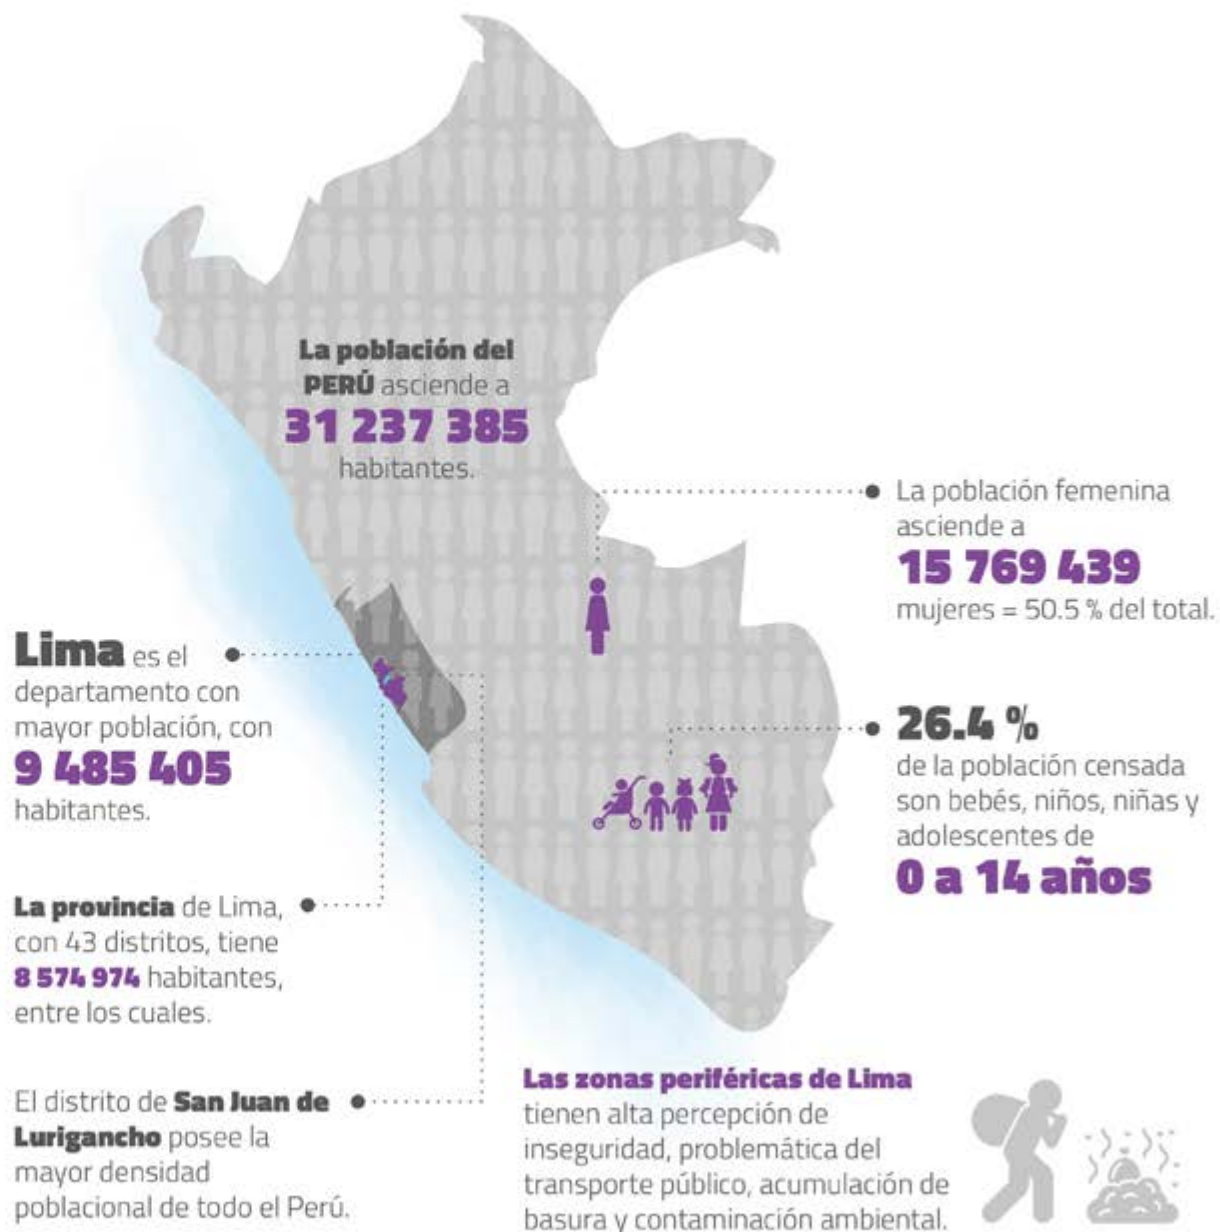 La población del
PERÚ asciende a
31 237 385
habitantes.
La población femenina
asciende a
15 769 439
mujeres = 50.5 % del total.
Lima es el
departamento con
mayor población, con
9 485 405
habitantes.
26.4 %
de la población censada
son bebés, niños, niñas y
adolescentes de
0 a 14 años
La provincia de Lima,
con 43 distritos, tiene
8 574 974 habitantes,
entre los cuales.
El distrito de San Juan de
Lurigancho posee la
mayor densidad
poblacional de todo el Perú.
Las zonas periféricas de Lima
tienen alta percepción de
inseguridad, problemática del
transporte público, acumulación de
basura y contaminación ambiental.